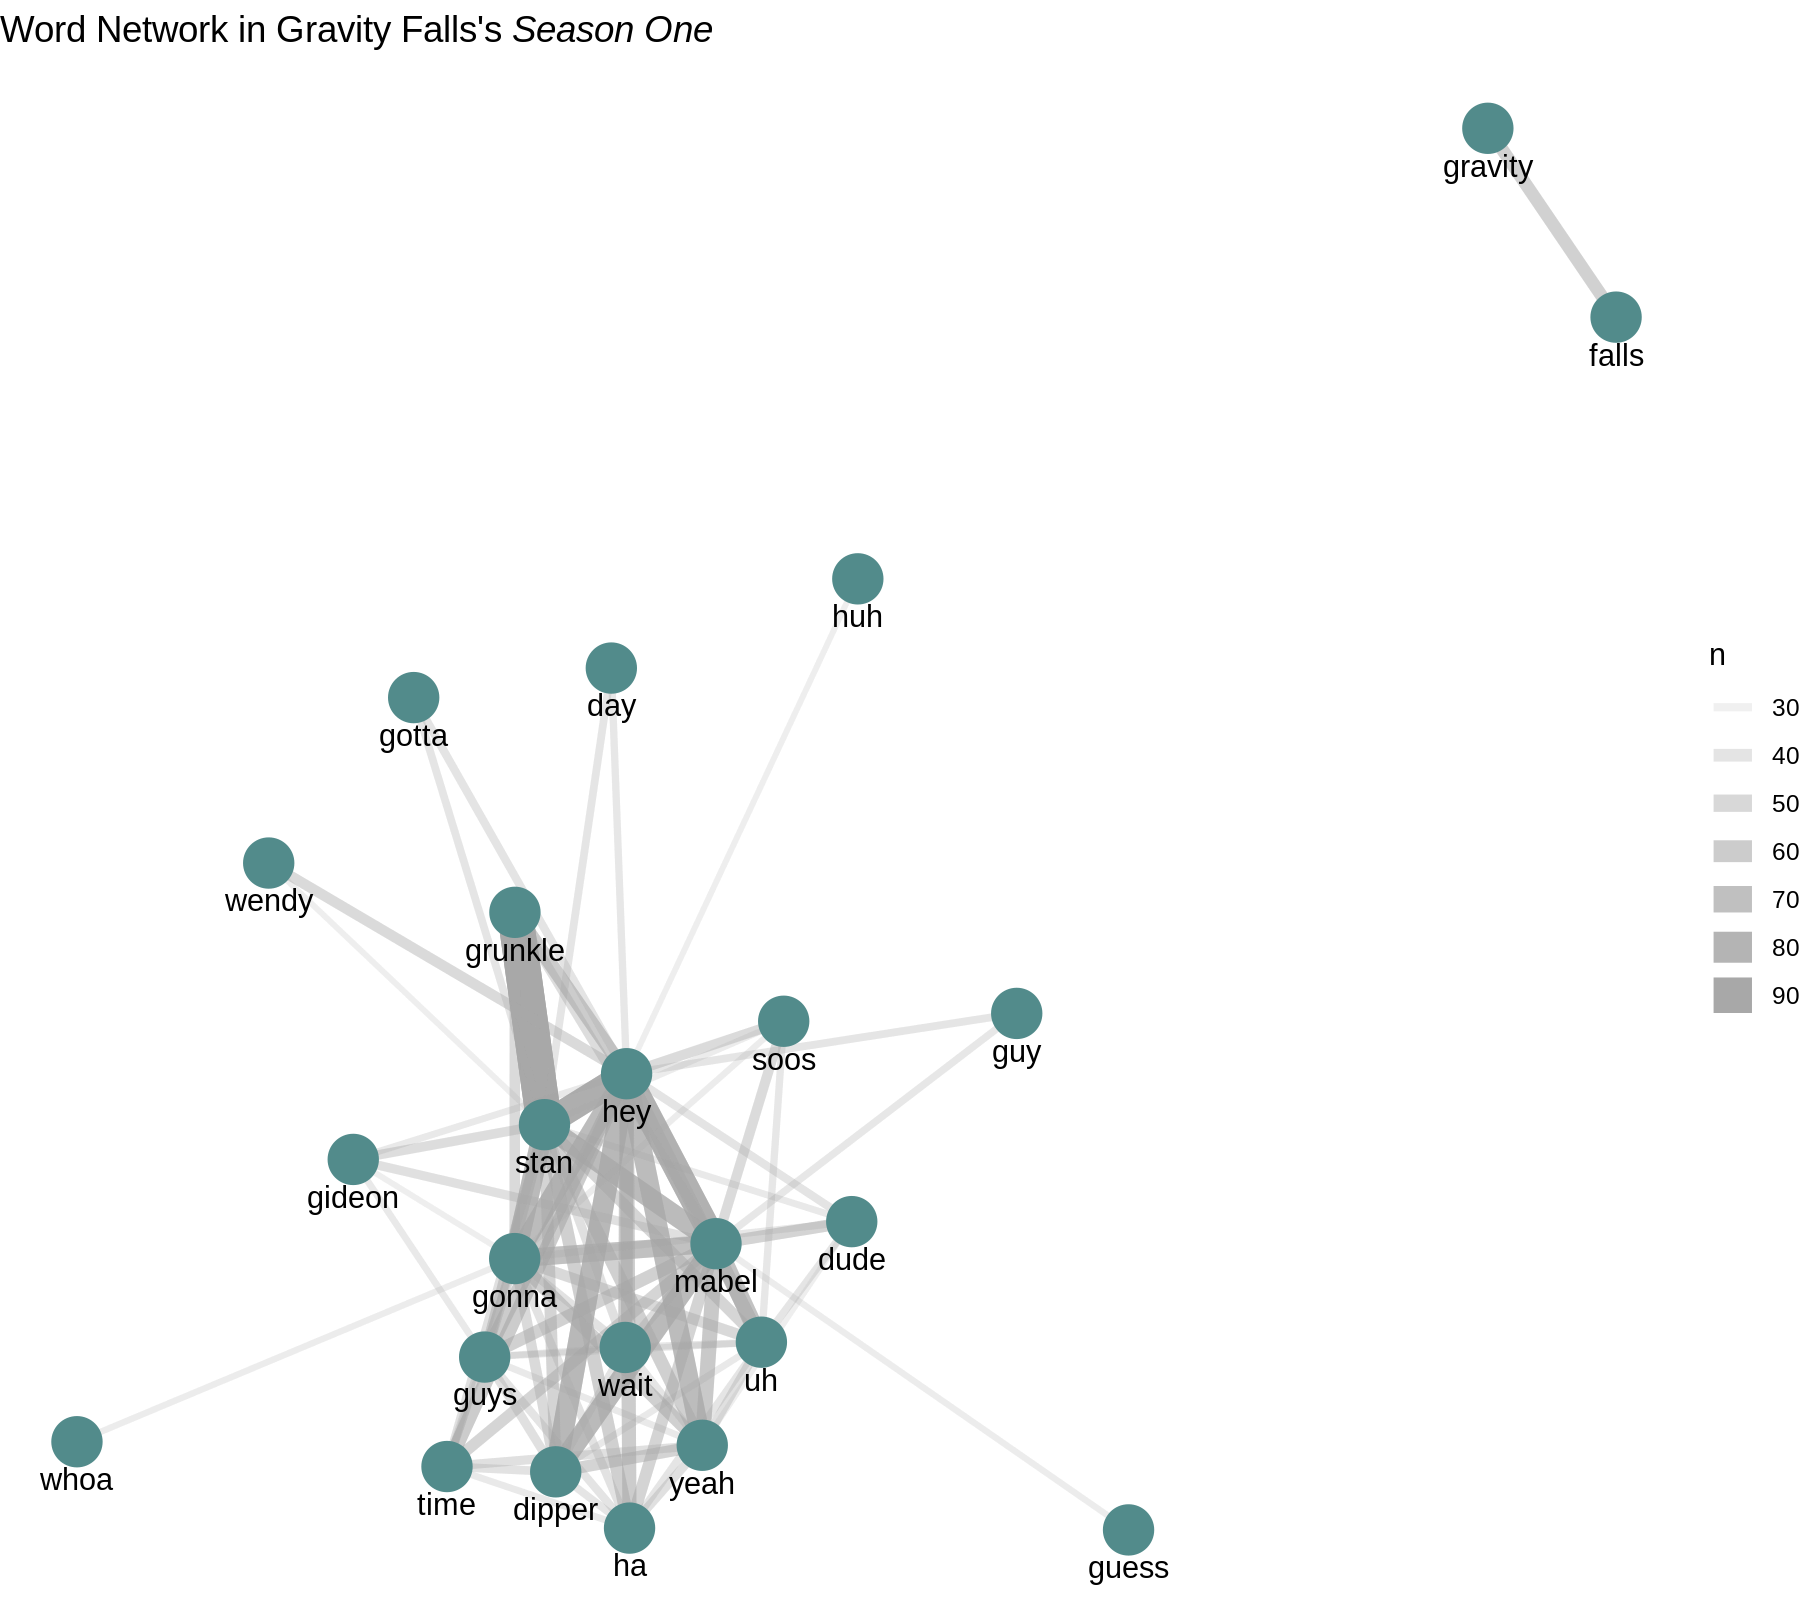 Word Network in Gravity Falls's Season One
gravity
falls
huh
day
gotta
n
30
40
50
60
70
80
90
wendy
grunkle
soos
guy
hey
stan
gideon
dude
mabel
gonna
wait
uh
guys
whoa
yeah
time
dipper
ha
guess